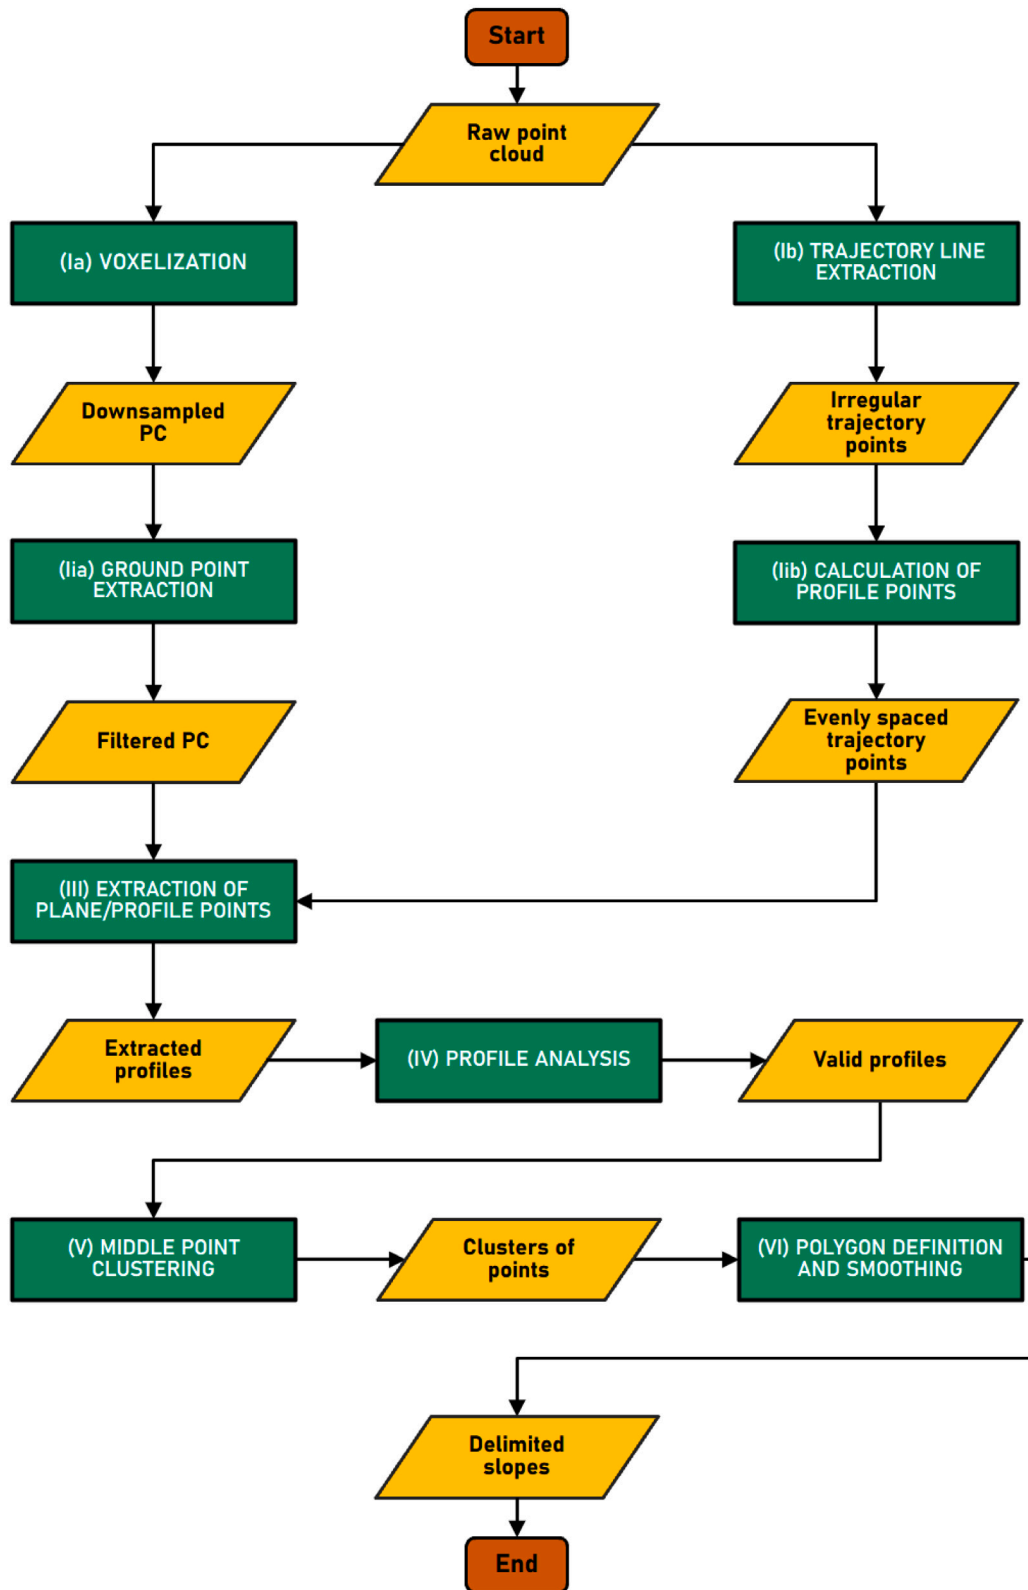 Start
Raw point
cloud
(Ia) VOXELIZATION
(Ib) TRAJECTORY LINE
EXTRACTION
Downsampled
PC
Irregular
trajectory
points
(Iia) GROUND POINT
EXTRACTION
(Iib) CALCULATION OF
PROFILE POINTS
Filtered PC
Evenly spaced
trajectory
points
(III) EXTRACTION OF
PLANE/PROFILE POINTS
Extracted
profiles
(IV) PROFILE ANALYSIS
Valid profiles
(V) MIDDLE POINT
CLUSTERING
Clusters of
points
(VI) POLYGON DEFINITION
AND SMOOTHING
Delimited
slopes
End